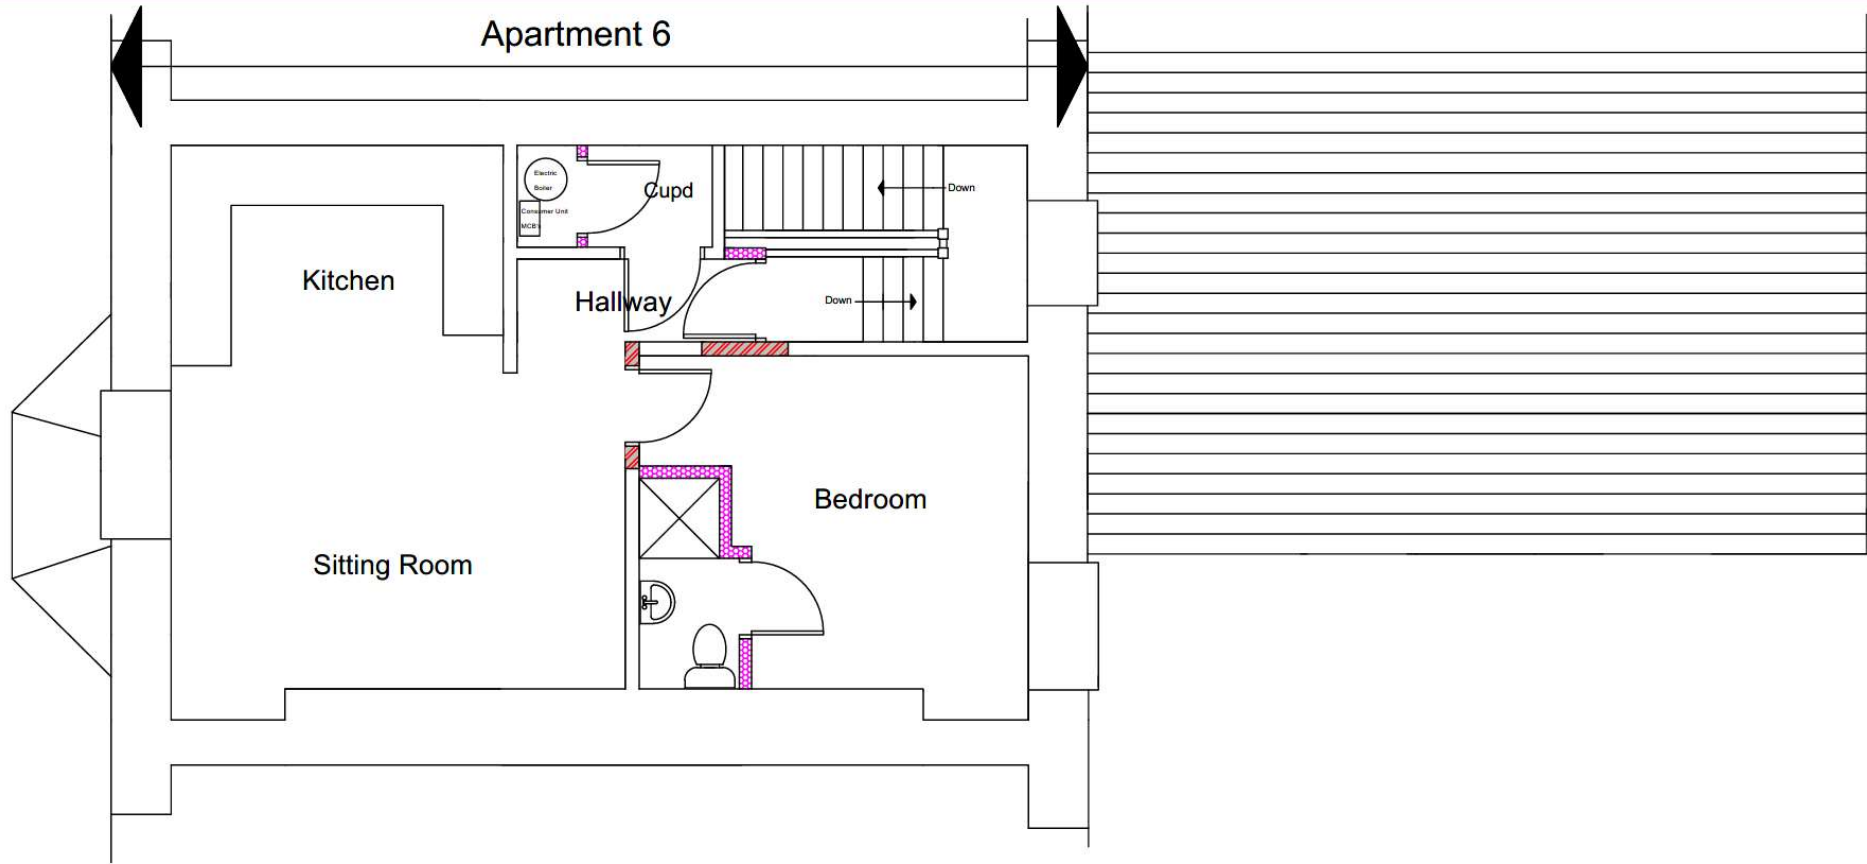 Apartment 6
Electric
Boiler
Cupd
Down
Consumer Unit
MCB's
Kitchen
Hallway
Down
Bedroom
Sitting Room